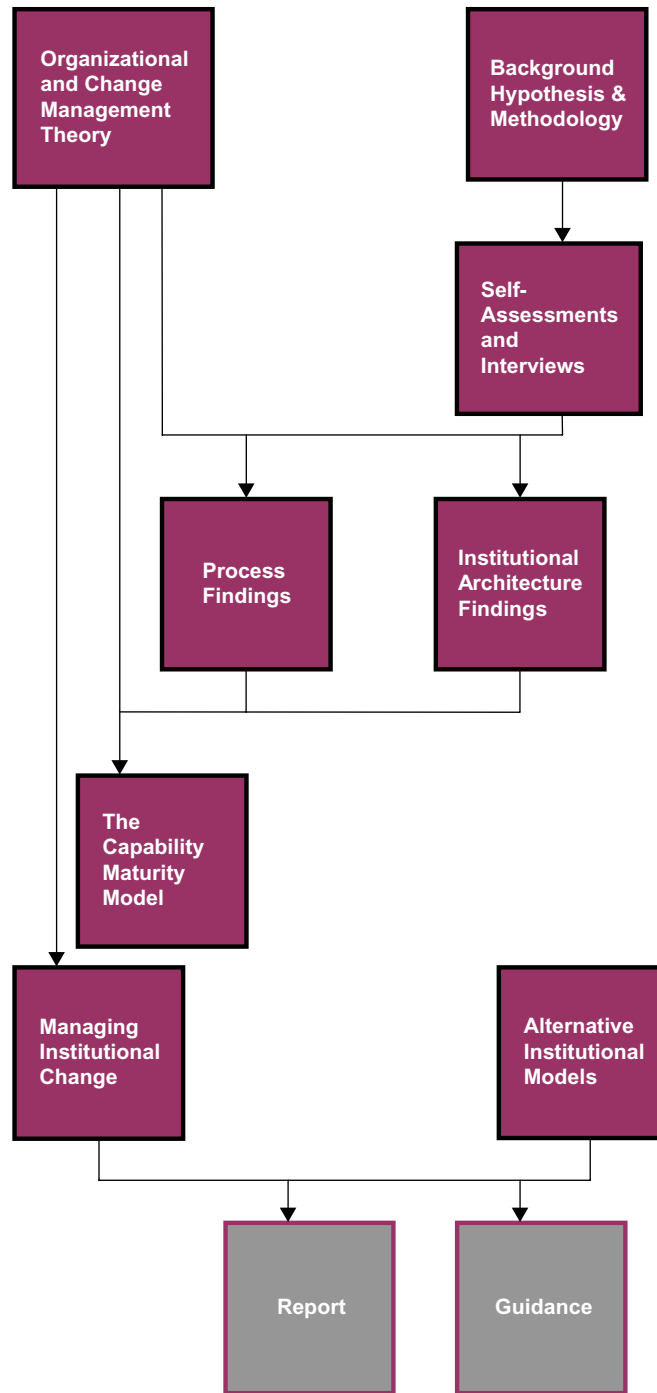 Organizational
and Change
Management
Theory
Background
Hypothesis &
Methodology
Self-
Assessments
and
Interviews
Process
Findings
Institutional
Architecture
Findings
The
Capability
Maturity
Model
Managing
Institutional
Change
Alternative
Institutional
Models
Report
Guidance